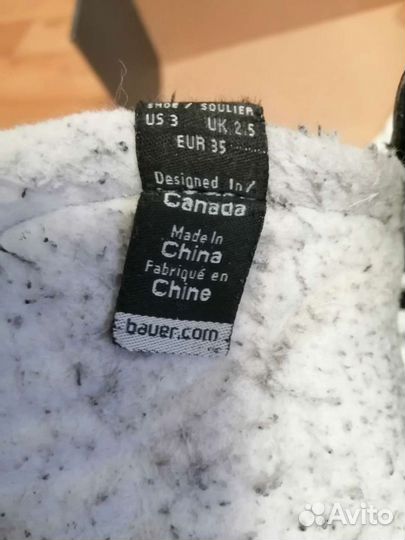 SHOE / SOULIER
US 3 UK 2.5
EUR 35
Designed In/
Canada
Made In
China
Fabriqué en
Chine
bauer.com
Avito